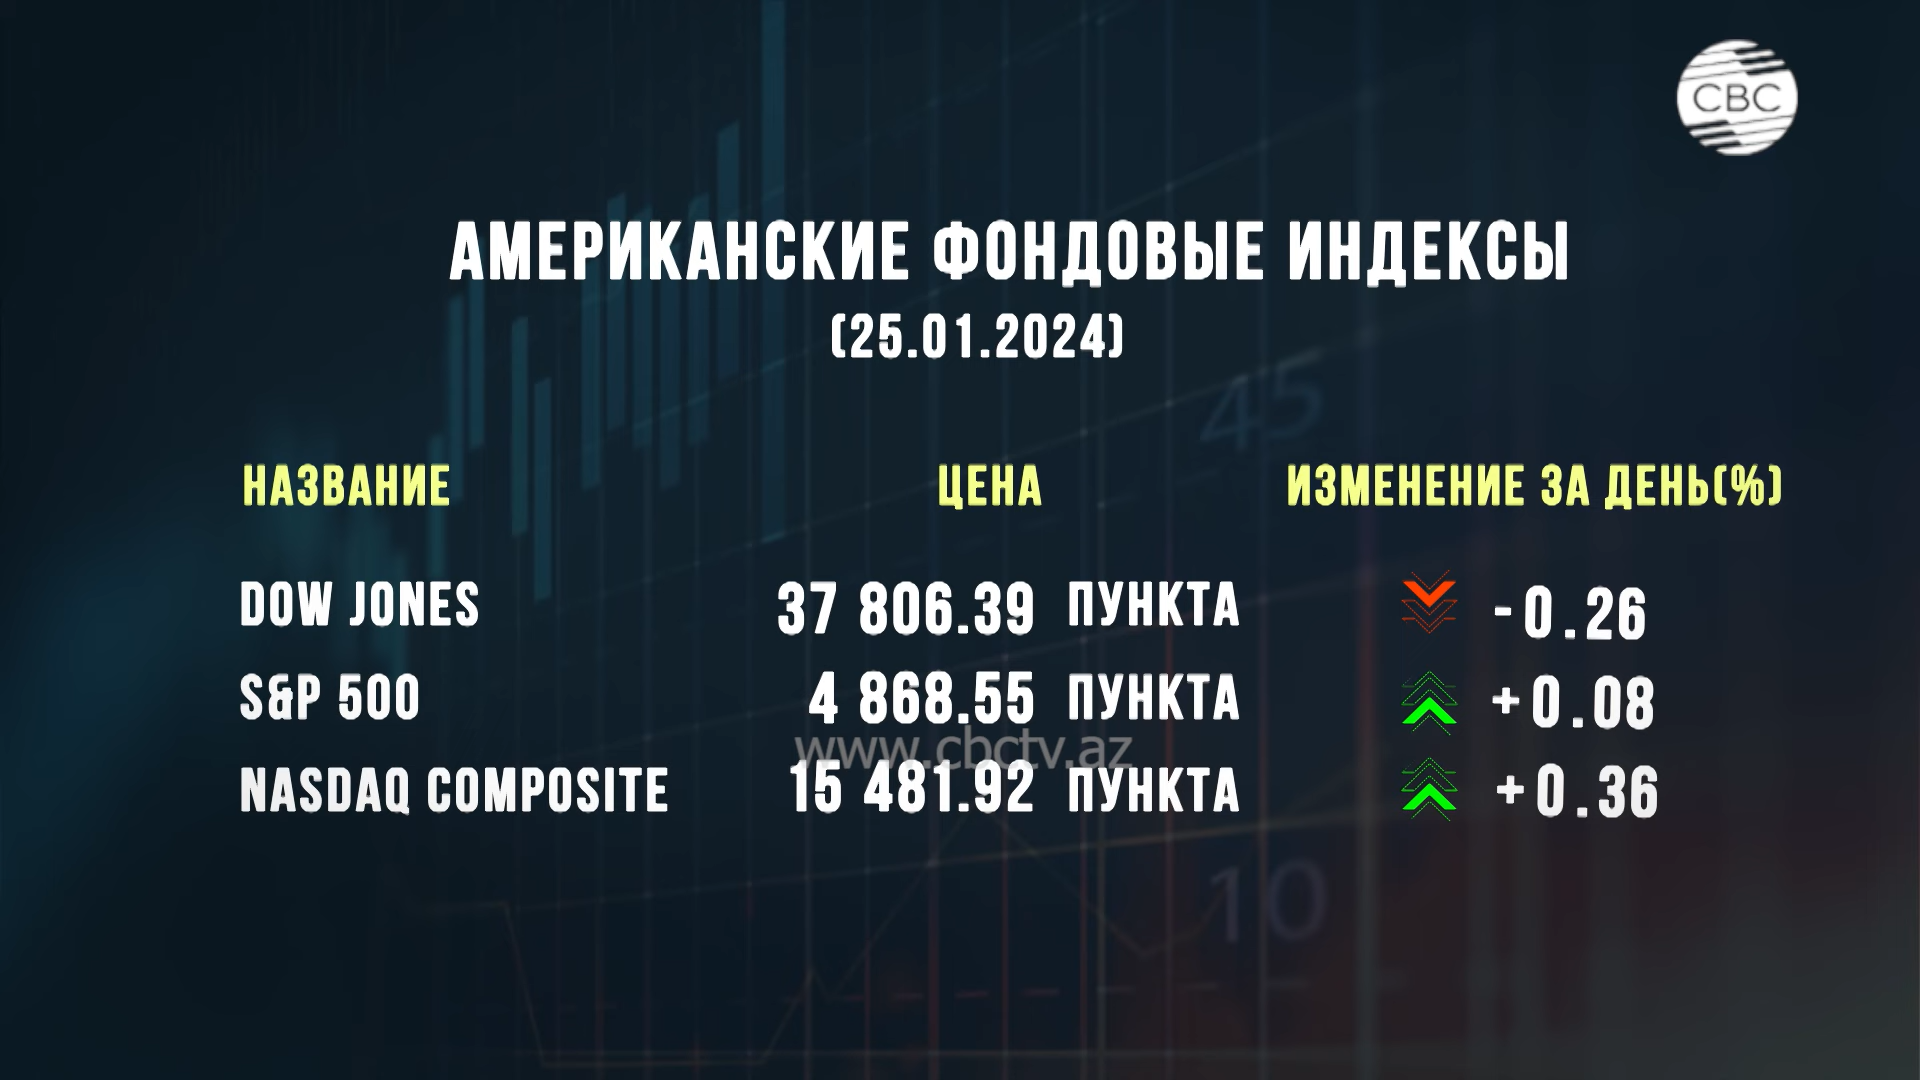 CBC
АМЕРИКАНСКИЕ ФОНДОВЫЕ ИНДЕКСЫ
(25.01.2024)
45
НАЗВАНИЕ ЦЕНА ИЗМЕНЕНИЕ ЗА ДЕНЬ(%)
DOW JONES 37 806.39 ПУНКТА -0.26
S&P 500 4 868.55 ПУНКТА +0.08
www.cbctv.az
NASDAQ COMPOSITE 15 481.92 ПУНКТА +0.36
10